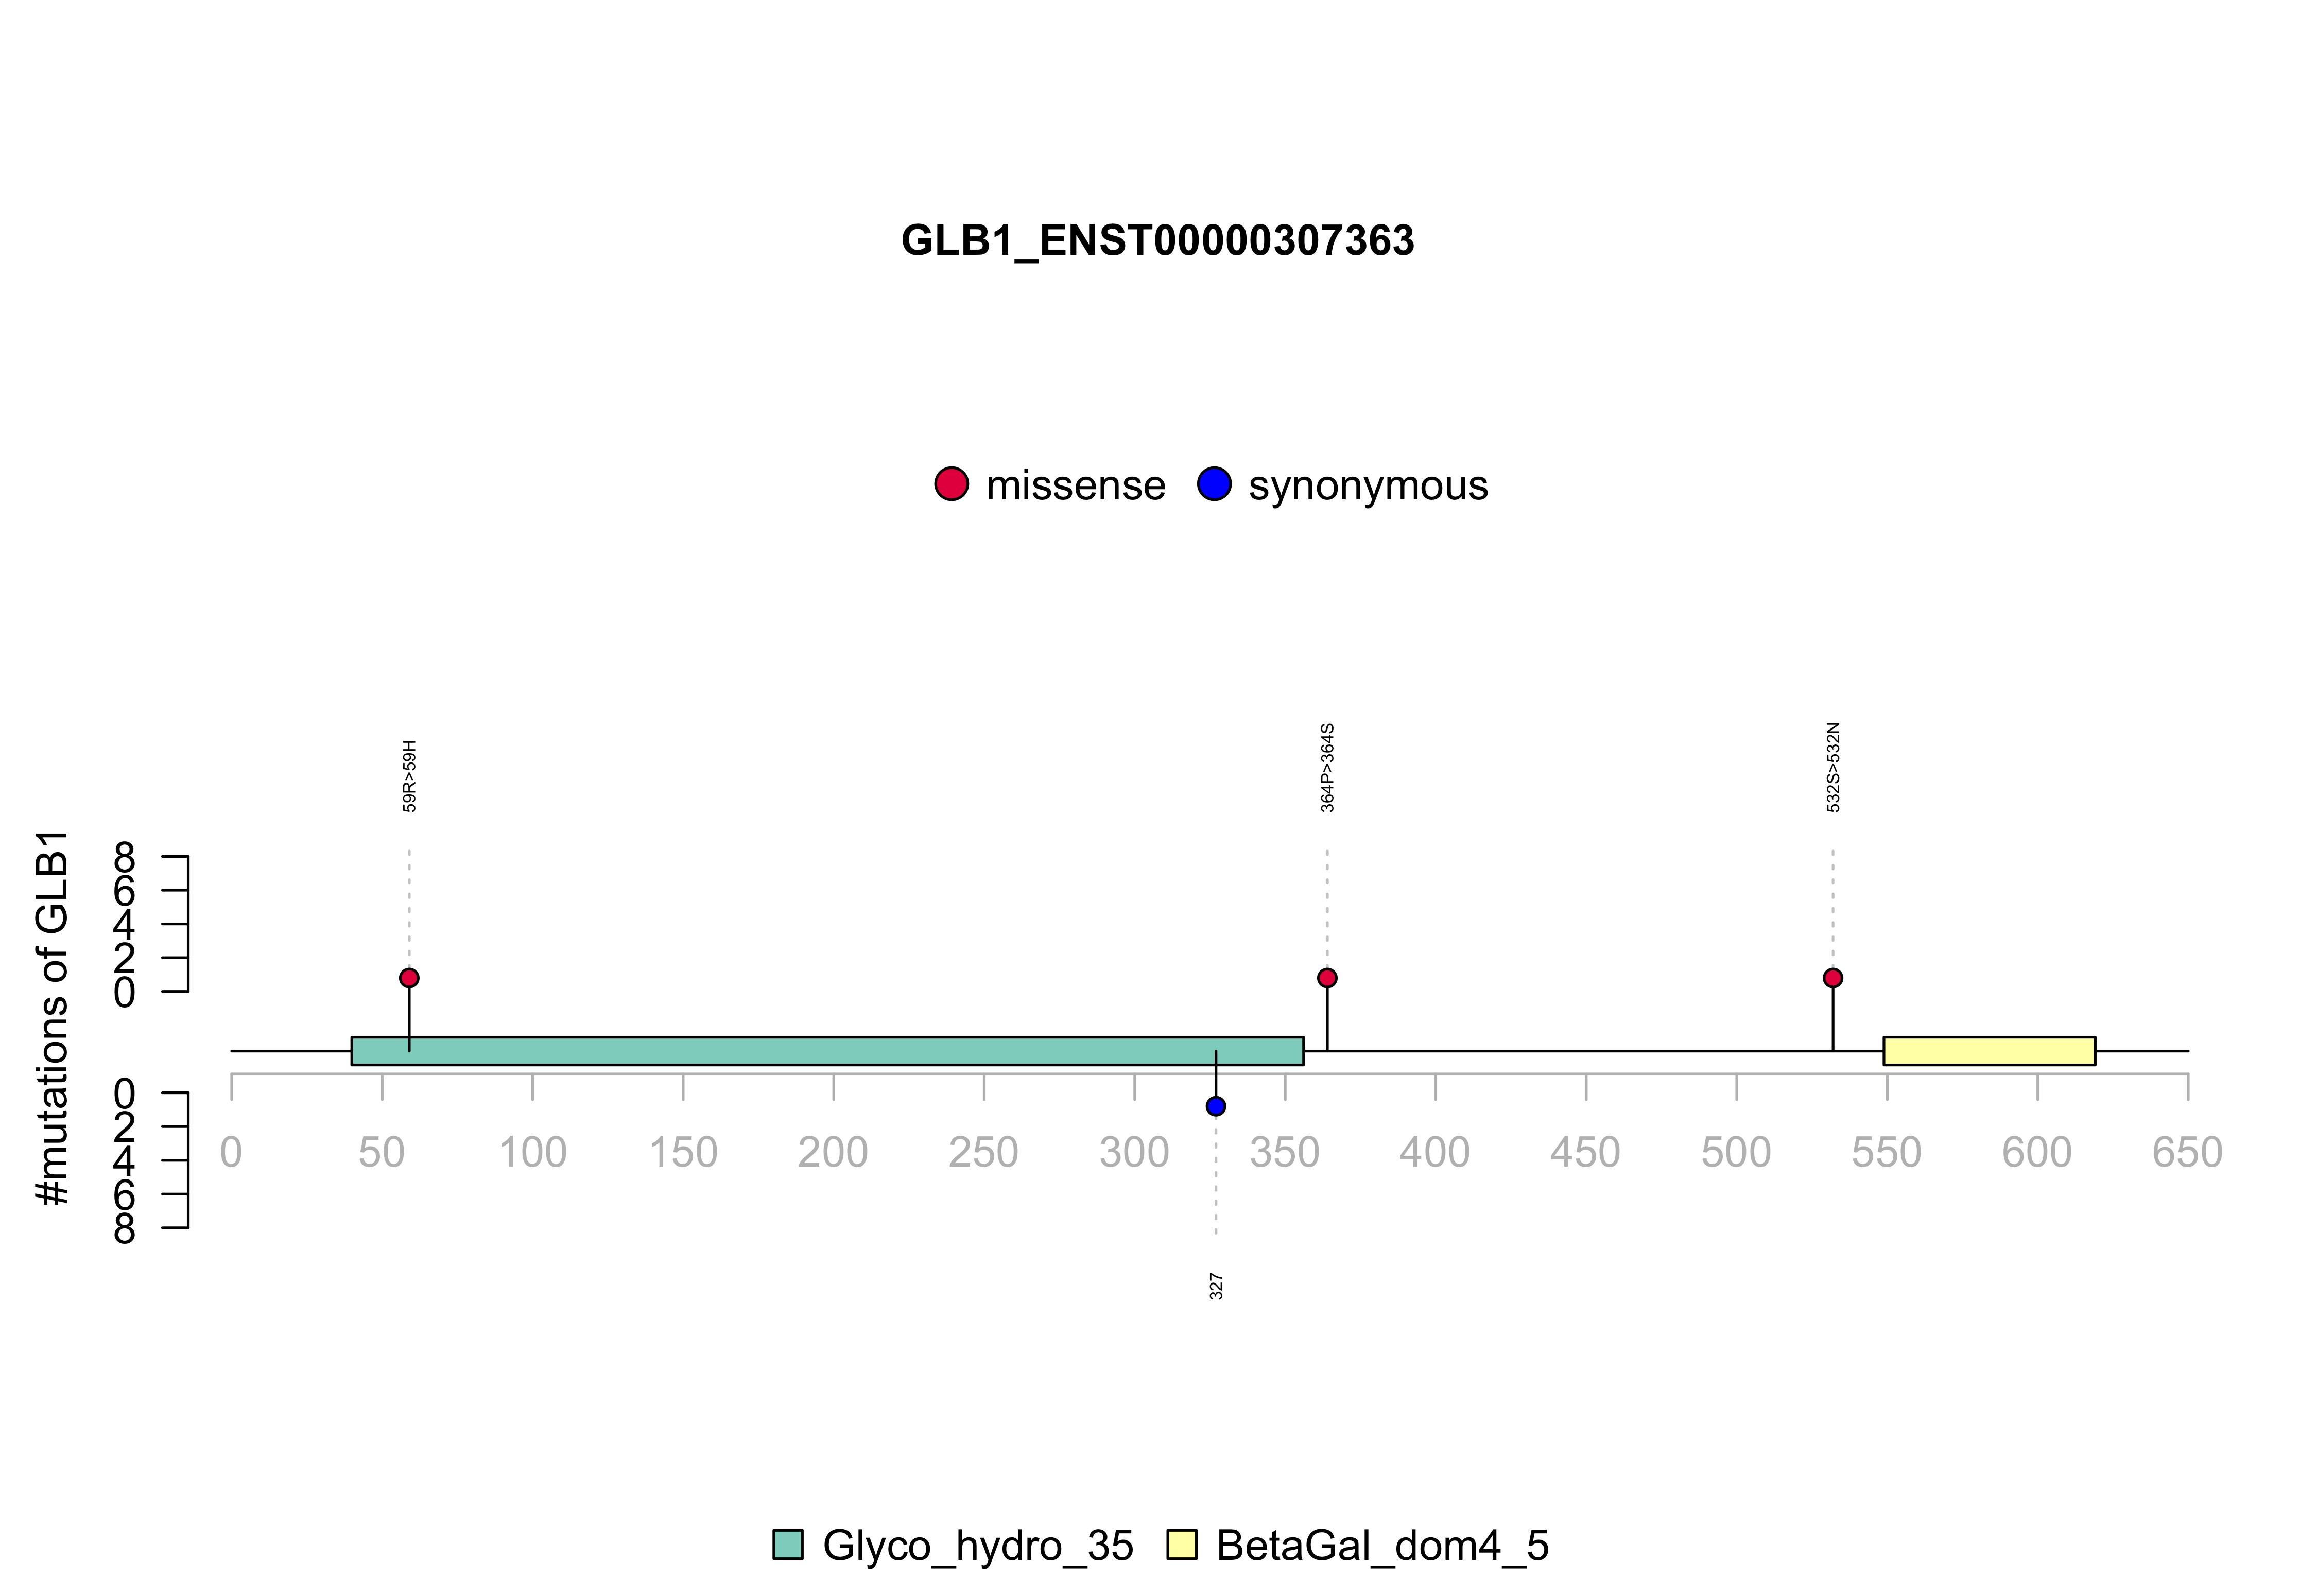 GLB1_ENST00000307363
missense synonymous
59R>59H 364P>364S 532S>532N
#mutations of GLB1
8
6
4
2
0
0
2
4
6
8
0 50 100 150 200 250 300 350 400 450 500 550 600 650
327
Glyco_hydro_35 BetaGal_dom4_5